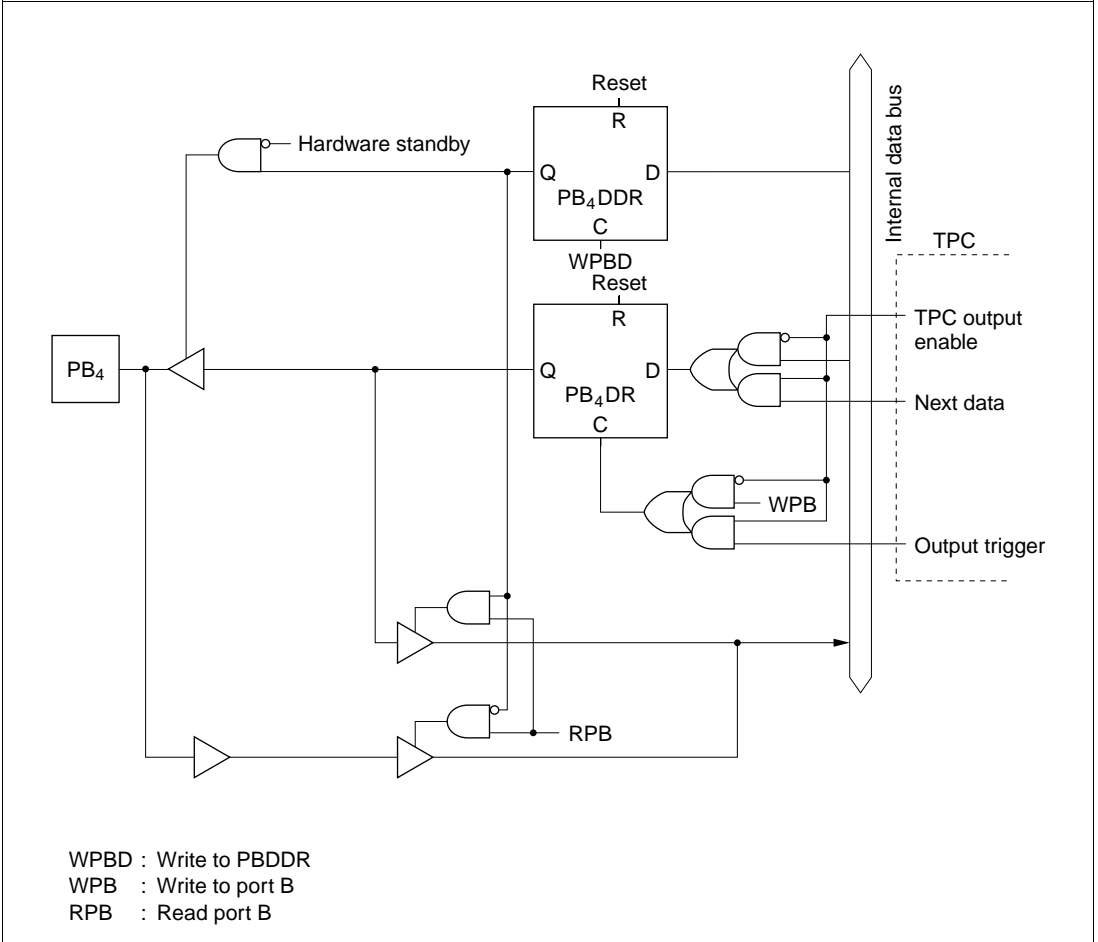 Reset
R
Hardware standby
Q
D
PB4DDR
C
WPBD
Internal data bus
TPC
Reset
R
TPC output
enable
PB4
Q
D
PB4DR
C
Next data
WPB
Output trigger
RPB
WPBD : Write to PBDDR
WPB : Write to port B
RPB : Read port B